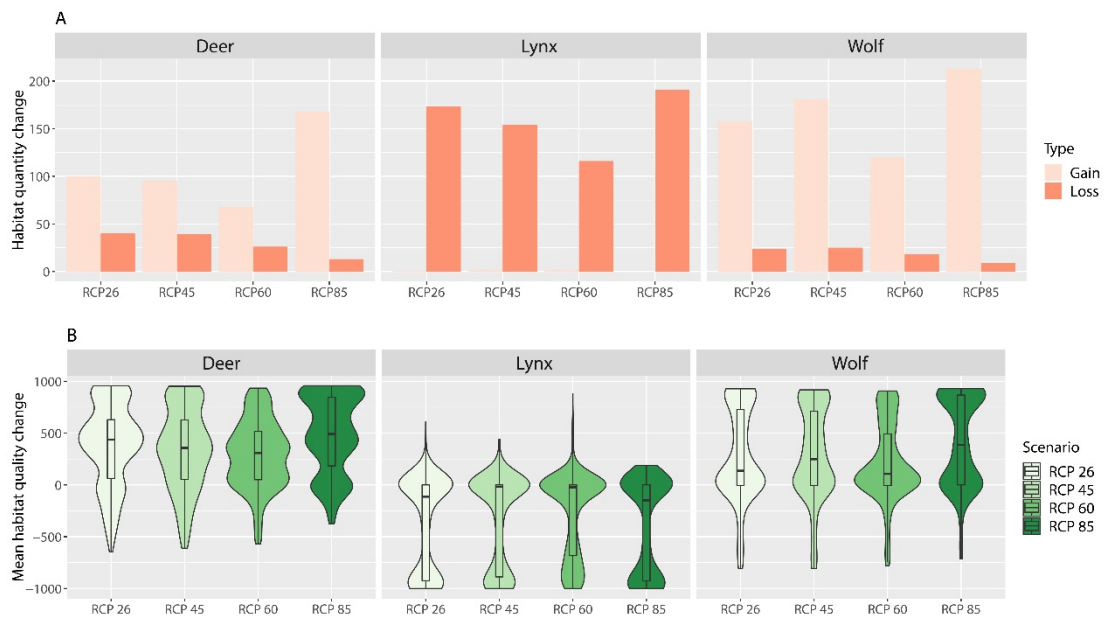 A
Deer Lynx Wolf
Habitat quantity change
200
150
100
50
0
RCP26 RCP45 RCP60 RCP85 RCP26 RCP45 RCP60 RCP85 RCP26 RCP45 RCP60 RCP85
Type
Gain
Loss
B
Deer Lynx Wolf
Mean habitat quality change
1000
500
0
−500
−1000
RCP 26 RCP 45 RCP 60 RCP 85 RCP 26 RCP 45 RCP 60 RCP 85 RCP 26 RCP 45 RCP 60 RCP 85
Scenario
RCP 26
RCP 45
RCP 60
RCP 85